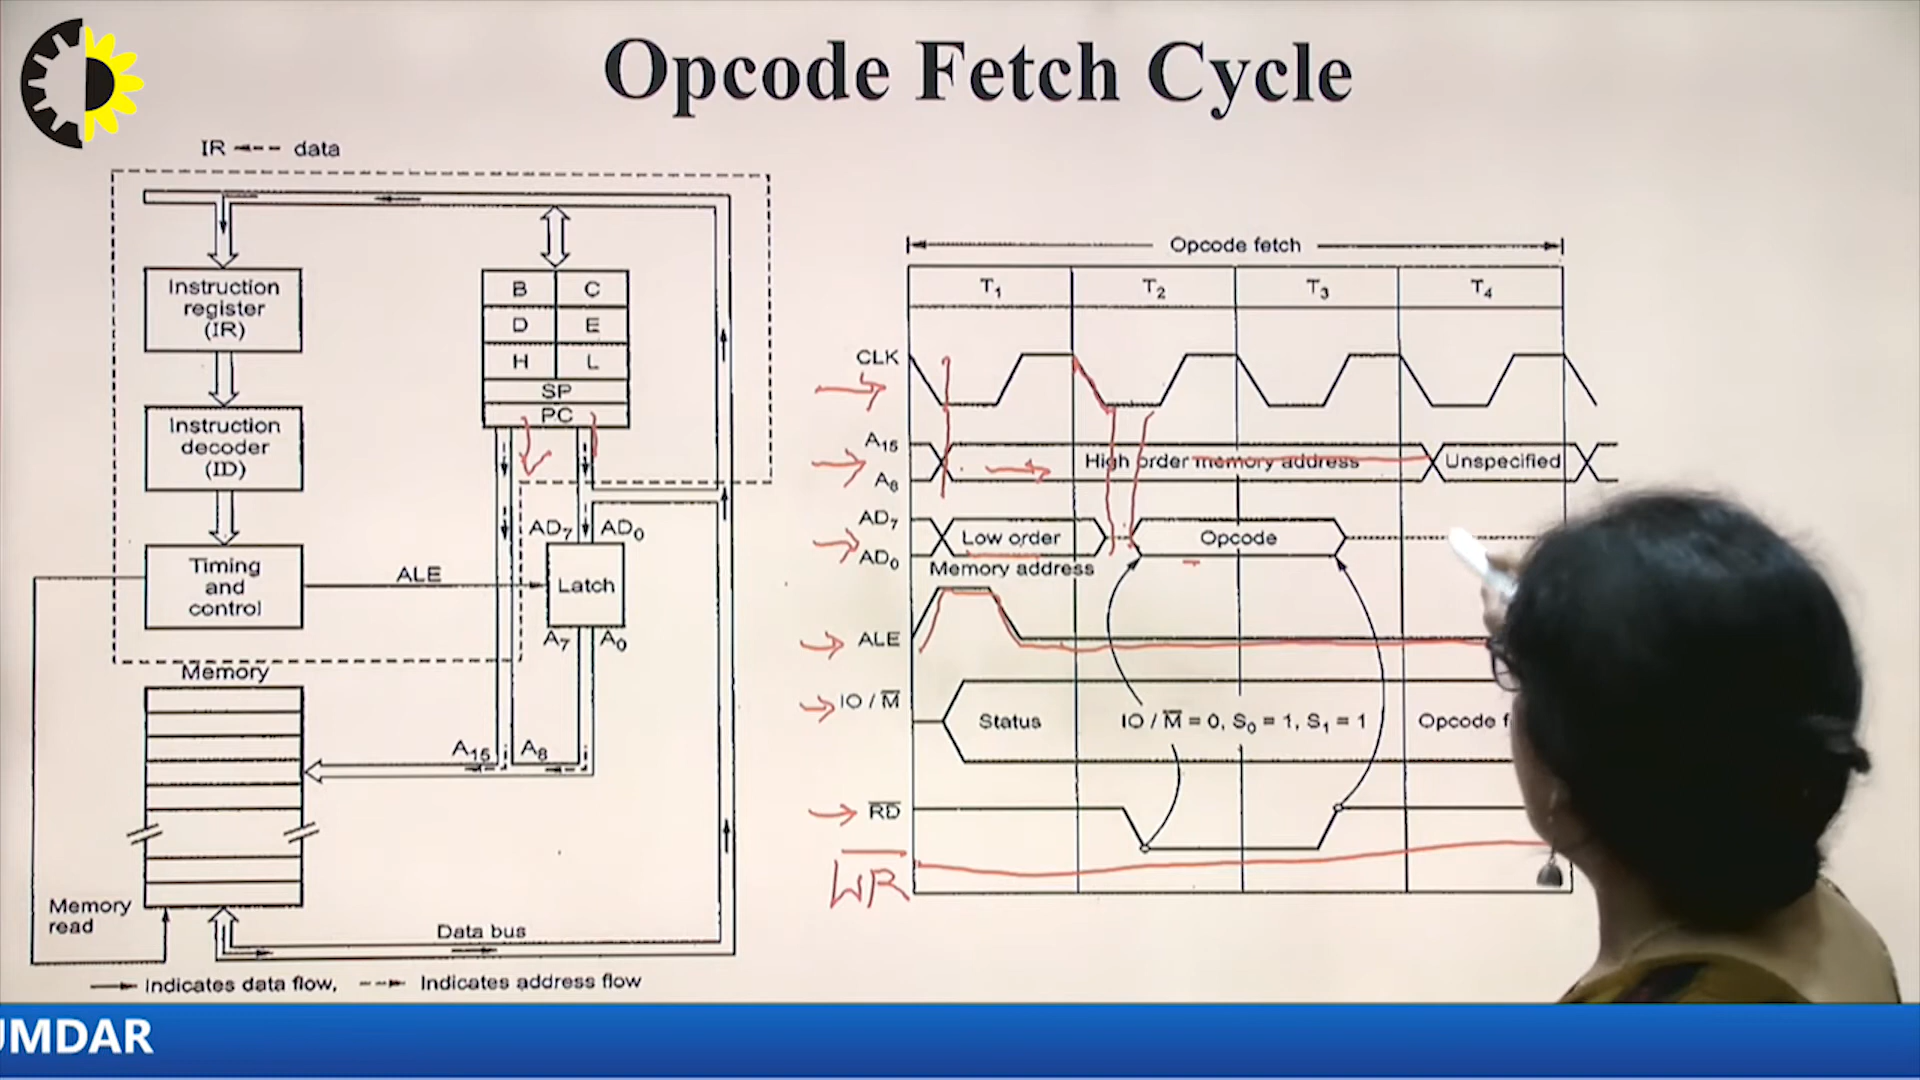 Opcode Fetch Cycle
IR data
Instruction
register
(IR)
B C
D E
H L
SP
PC
Instruction
decoder
(ID)
AD7 AD0
Timing
and
control
ALE
Latch
A7 A0
Memory
A15 A8
Memory
read
Data bus
Indicates data flow, Indicates address flow
Opcode fetch
T1 T2 T3 T4
CLK
A15
High order memory address Unspecified
A8
AD7
Low order Opcode
AD0
Memory address
ALE
IO / M̅
Status IO / M̅ = 0, S0 = 1, S1 = 1 Opcode f
R̅D̅
W̅R̅
UMDAR